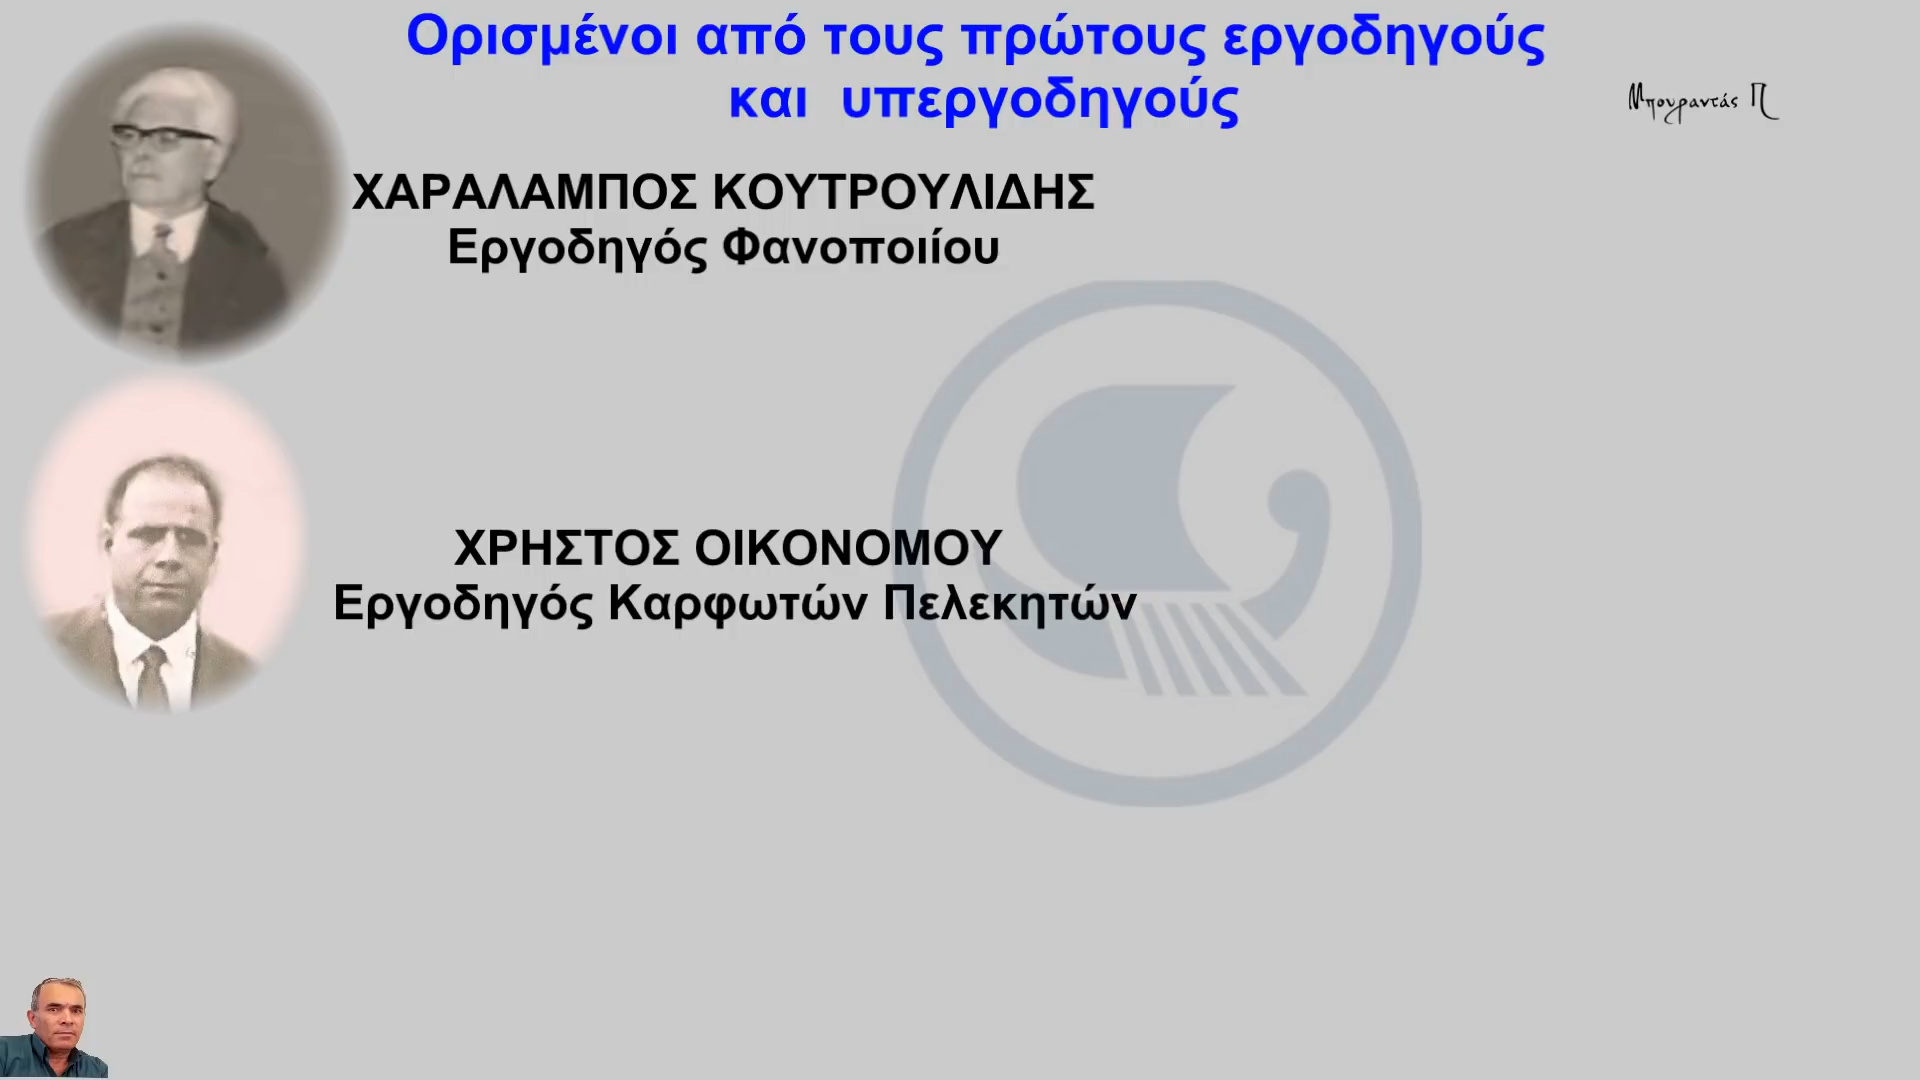 Ορισμένοι από τους πρώτους εργοδηγούς
και υπεργοδηγούς
Μπουραντάς Π
ΧΑΡΑΛΑΜΠΟΣ ΚΟΥΤΡΟΥΛΙΔΗΣ
Εργοδηγός Φανοποιίου
ΧΡΗΣΤΟΣ ΟΙΚΟΝΟΜΟΥ
Εργοδηγός Καρφωτών Πελεκητών